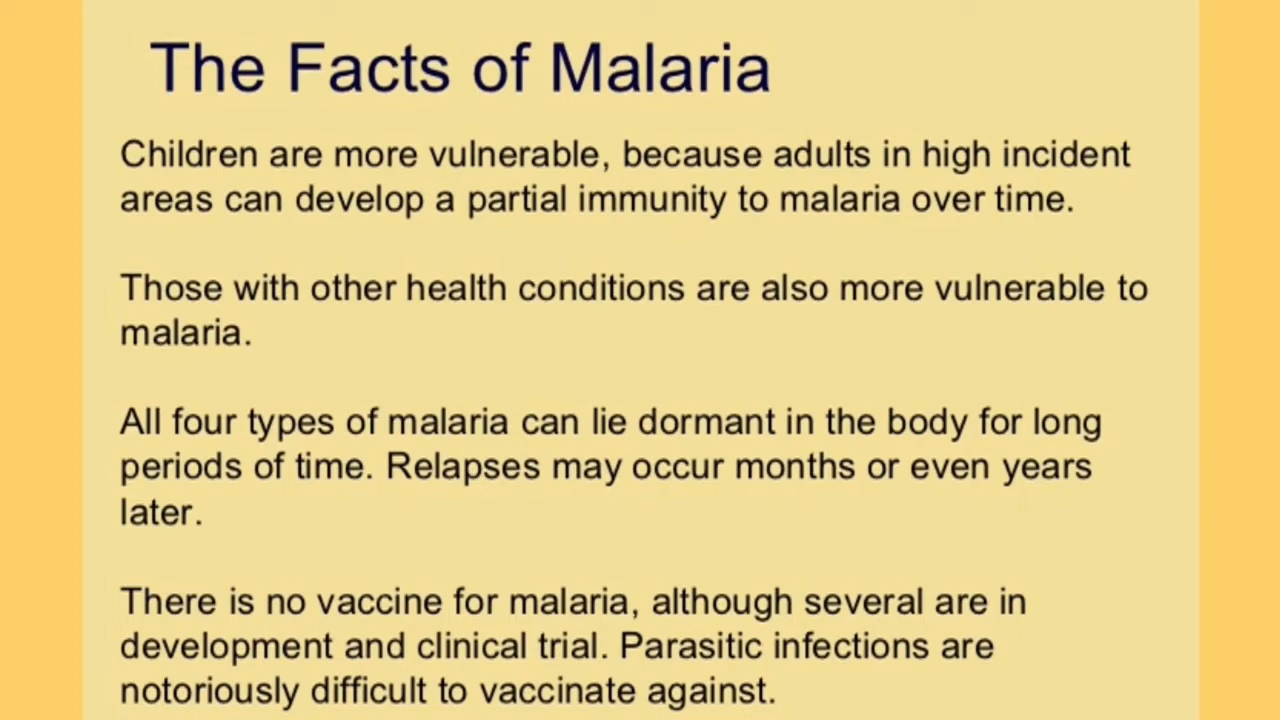 The Facts of Malaria
Children are more vulnerable, because adults in high incident
areas can develop a partial immunity to malaria over time.
Those with other health conditions are also more vulnerable to
malaria.
All four types of malaria can lie dormant in the body for long
periods of time. Relapses may occur months or even years
later.
There is no vaccine for malaria, although several are in
development and clinical trial. Parasitic infections are
notoriously difficult to vaccinate against.